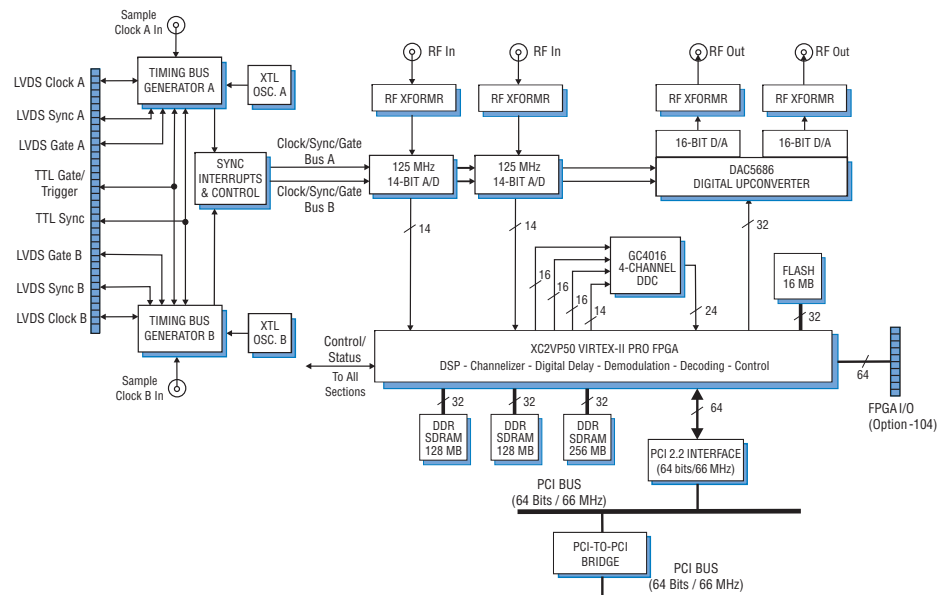 Sample
Clock A In
RF In
RF In
RF Out
RF Out
LVDS Clock A
TIMING BUS
GENERATOR A
XTL
OSC. A
RF XFORMR
RF XFORMR
RF XFORMR
RF XFORMR
LVDS Sync A
LVDS Gate A
16-BIT D/A
16-BIT D/A
TTL Gate/
Trigger
SYNC
INTERRUPTS
& CONTROL
Clock/Sync/Gate
Bus A
Clock/Sync/Gate
Bus B
125 MHz
14-BIT A/D
125 MHz
14-BIT A/D
DAC5686
DIGITAL UPCONVERTER
TTL Sync
14
14
32
LVDS Gate B
GC4016
4-CHANNEL
DDC
FLASH
16 MB
16
16
16
14
24
32
LVDS Sync B
LVDS Clock B
TIMING BUS
GENERATOR B
XTL
OSC. B
Control/
Status
To All
Sections
XC2VP50 VIRTEX-II PRO FPGA
DSP - Channelizer - Digital Delay - Demodulation - Decoding - Control
64
Sample
Clock B In
FPGA I/O
(Option -104)
32
32
32
64
DDR
SDRAM
128 MB
DDR
SDRAM
128 MB
DDR
SDRAM
256 MB
PCI 2.2 INTERFACE
(64 bits/66 MHz)
PCI BUS
(64 Bits / 66 MHz)
PCI-TO-PCI
BRIDGE
PCI BUS
(64 Bits / 66 MHz)